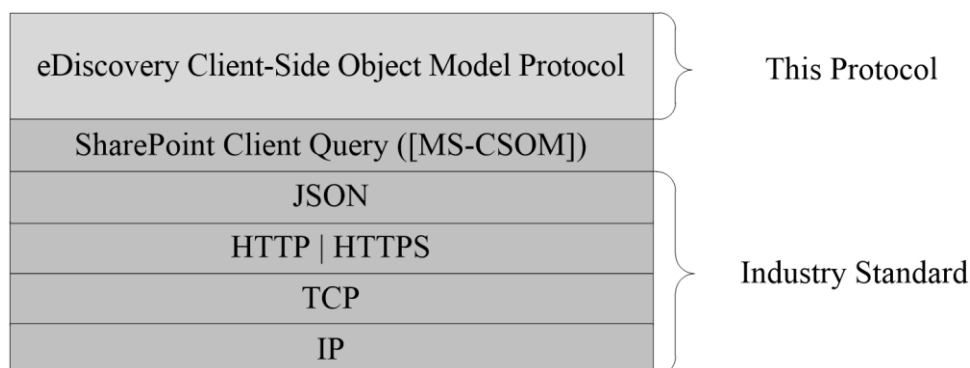 eDiscovery Client-Side Object Model Protocol
This Protocol
SharePoint Client Query ([MS-CSOM])
JSON
HTTP | HTTPS
Industry Standard
TCP
IP